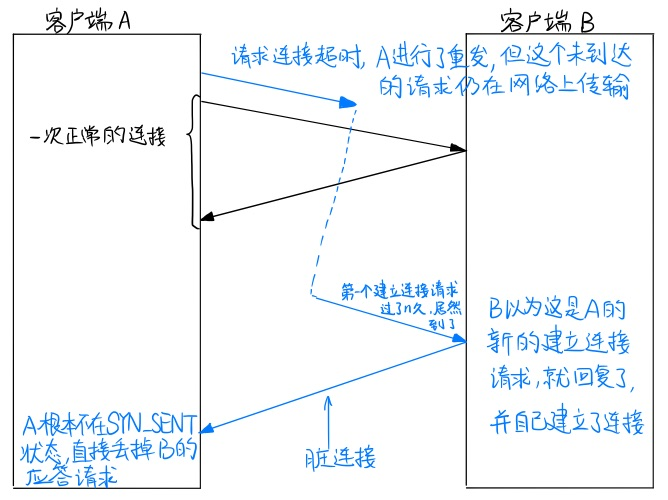 客户端A
客户端B
请求连接超时,A进行了重发,但这个未到达
的请求仍在网络上传输
一次正常的连接
第一个建立连接请求
过了n久,居然
到了
B以为这是A的
新的建立连接
请求,就回复了,
并自己建立了连接
A根本不在SYN_SENT
状态,直接丢掉B的
应答请求
脏连接